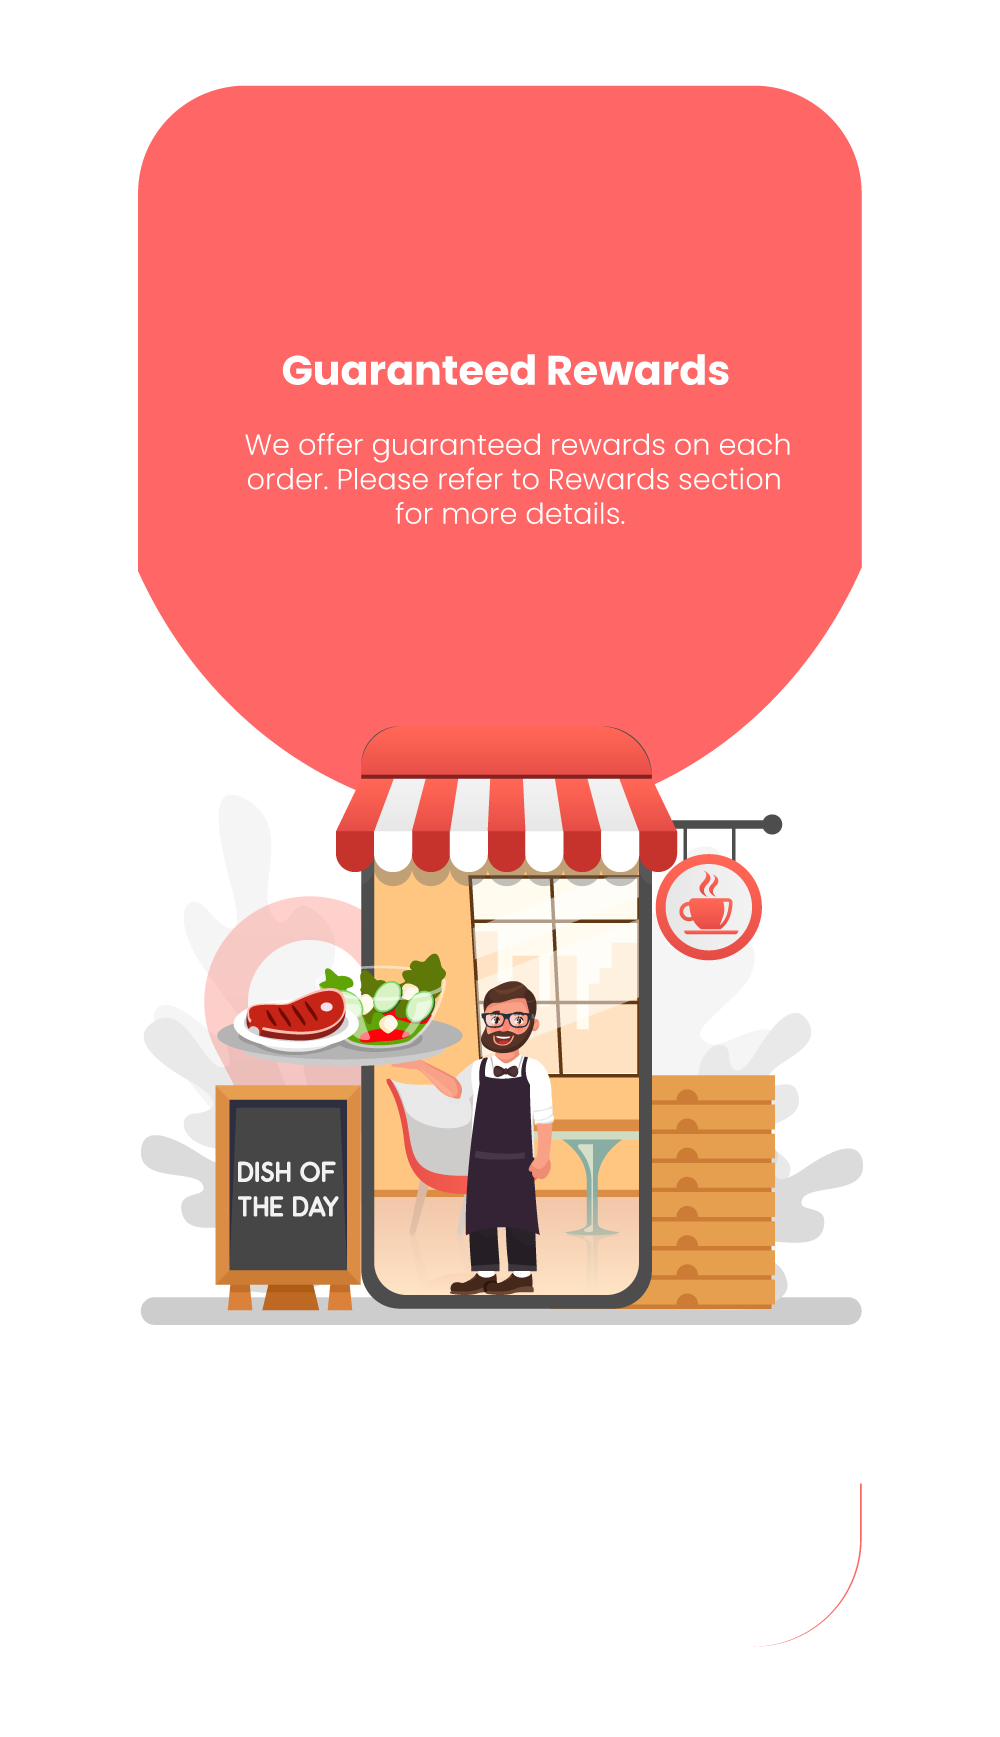 Guaranteed Rewards
We offer guaranteed rewards on each
order. Please refer to Rewards section
for more details.
DISH OF
THE DAY